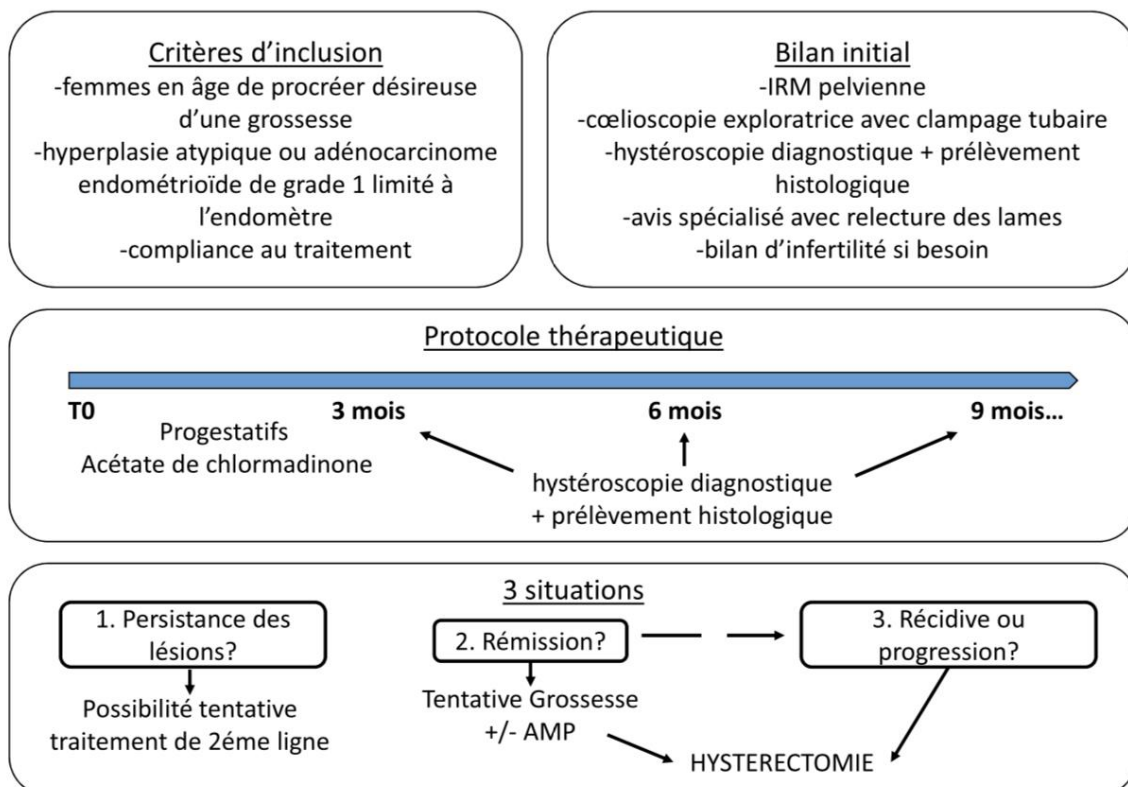 Critères d’inclusion
-femmes en âge de procréer désireuse
d’une grossesse
-hyperplasie atypique ou adénocarcinome
endométrioïde de grade 1 limité à
l’endomètre
-compliance au traitement
Bilan initial
-IRM pelvienne
-cœlioscopie exploratrice avec clampage tubaire
-hystéroscopie diagnostique + prélèvement
histologique
-avis spécialisé avec relecture des lames
-bilan d’infertilité si besoin
Protocole thérapeutique
T0
3 mois
6 mois
9 mois...
Progestatifs
Acétate de chlormadinone
hystéroscopie diagnostique
+ prélèvement histologique
3 situations
1. Persistance des
lésions?
Possibilité tentative
traitement de 2éme ligne
2. Rémission?
Tentative Grossesse
+/- AMP
3. Récidive ou
progression?
HYSTERECTOMIE